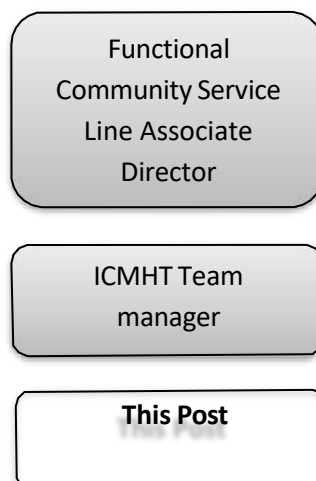 Functional
Community Service
Line Associate
Director
ICMHT Team
manager
This Post